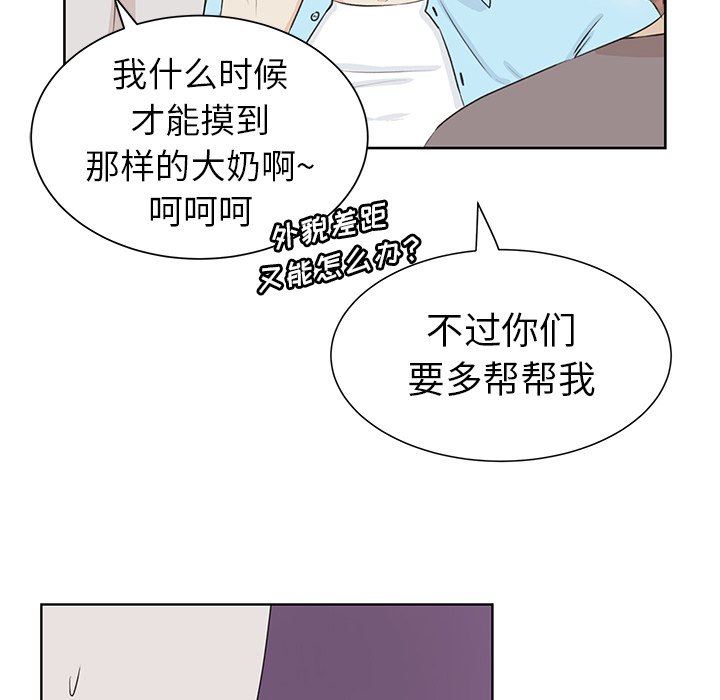 我什么时候
才能摸到
那样的大奶啊~
呵呵呵
外貌差距
又能怎么办?
不过你们
要多帮帮我